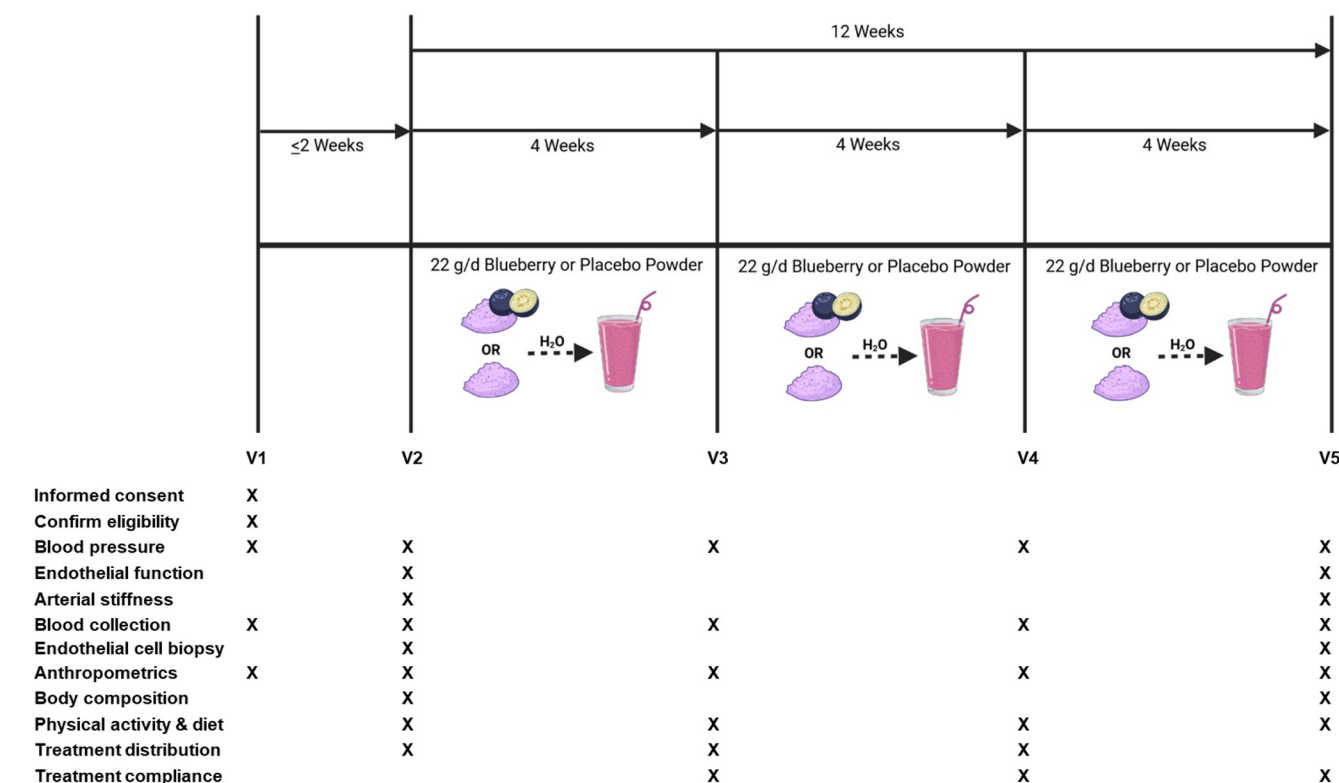 12 Weeks
≤2 Weeks 4 Weeks 4 Weeks 4 Weeks
22 g/d Blueberry or Placebo Powder 22 g/d Blueberry or Placebo Powder 22 g/d Blueberry or Placebo Powder
OR H₂O OR H₂O OR H₂O
V1 V2 V3 V4 V5
Informed consent X
Confirm eligibility X
Blood pressure X X X X X
Endothelial function X X
Arterial stiffness X X
Blood collection X X X X X
Endothelial cell biopsy X X
Anthropometrics X X X X X
Body composition X X
Physical activity & diet X X X X
Treatment distribution X X X
Treatment compliance X X X